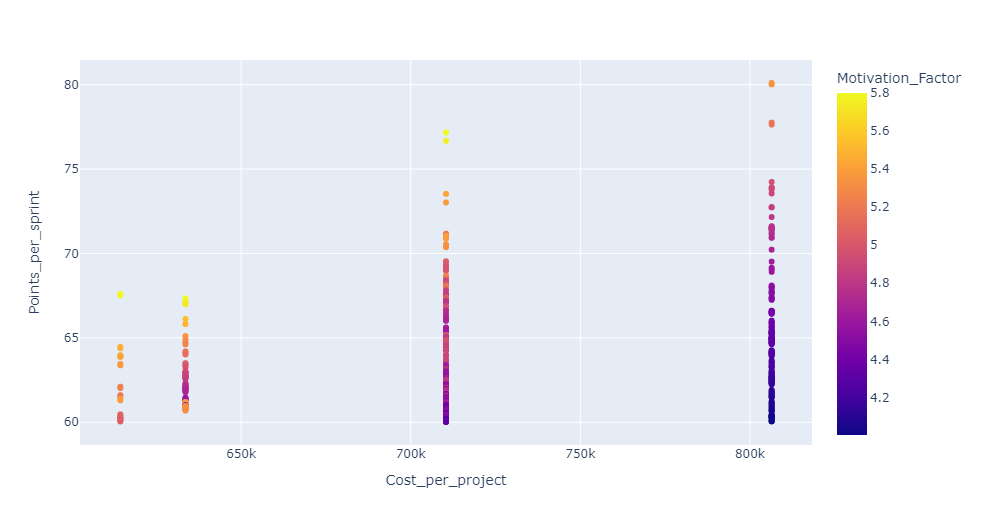 Motivation_Factor
5.8
5.6
5.4
5.2
5
4.8
4.6
4.4
4.2
80
75
70
65
60
Points_per_sprint
650k
700k
750k
800k
Cost_per_project